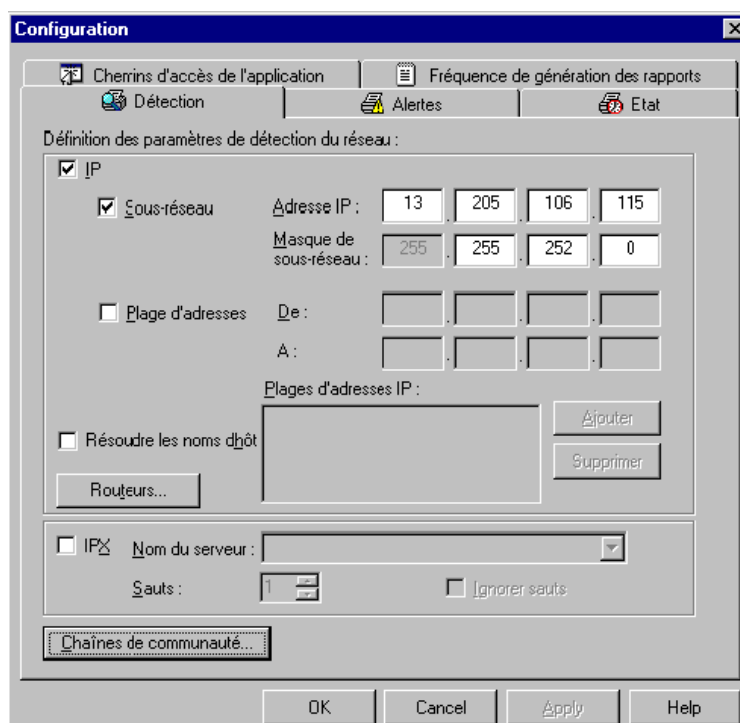 Configuration
Chemins d'accès de l'application
Fréquence de génération des rapports
Détection
Alertes
Etat
Définition des paramètres de détection du réseau :
IP
Sous-réseau
Adresse IP : 13 . 205 . 106 . 115
Masque de
sous-réseau : 255 . 255 . 252 . 0
Plage d'adresses
De : . . .
A : . . .
Plages d'adresses IP :
Ajouter
Résoudre les noms dhôt
Supprimer
Routeurs...
IPX
Nom du serveur :
Sauts : 1
Ignorer sauts
Chaînes de communauté...
OK
Cancel
Apply
Help